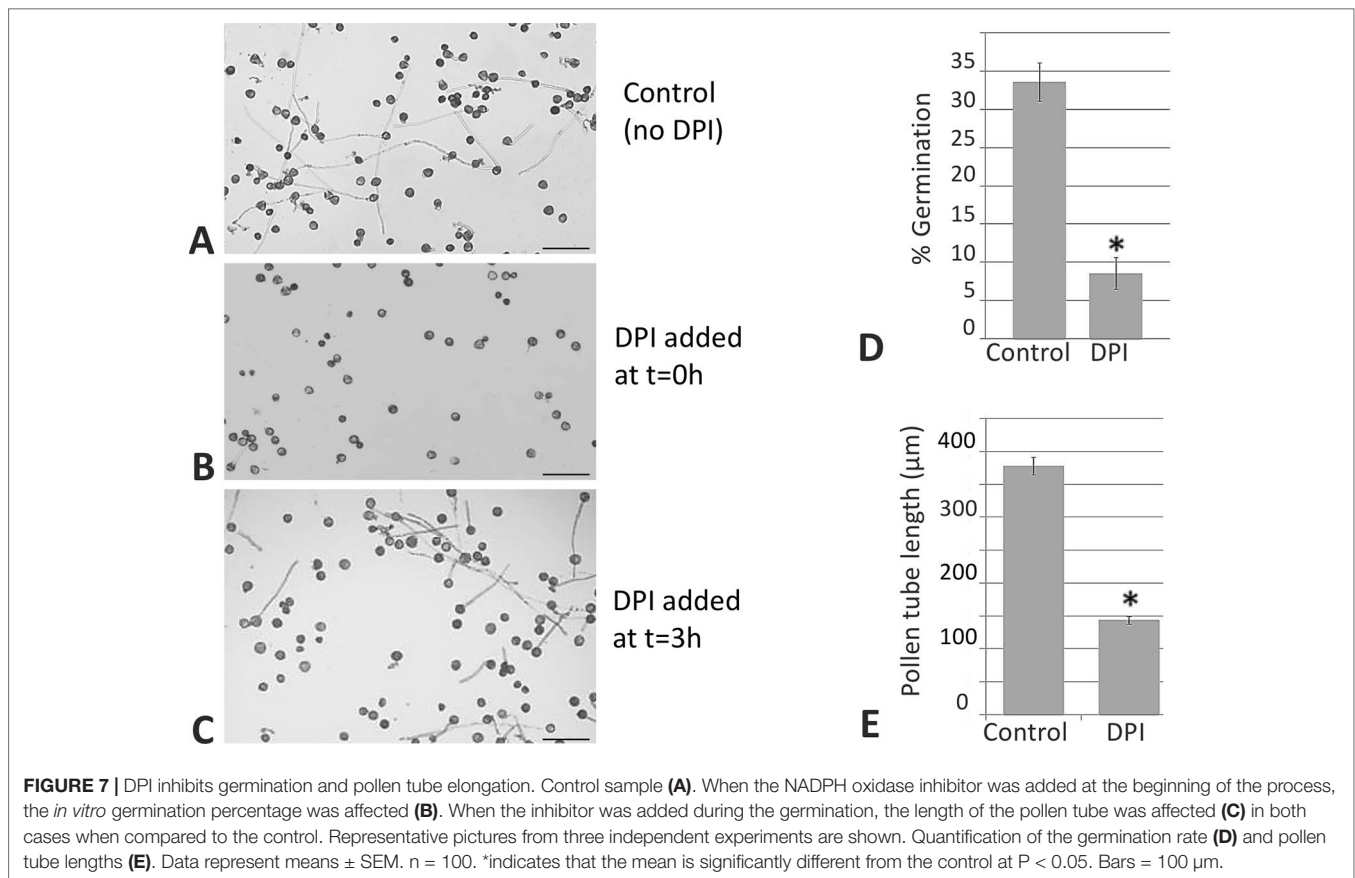 A
Control
(no DPI)
B
DPI added
at t=0h
C
DPI added
at t=3h
D
% Germination
35
30
25
20
15
10
5
0
*
Control DPI
E
Pollen tube length (µm)
400
300
200
100
0
*
Control DPI
FIGURE 7 | DPI inhibits germination and pollen tube elongation. Control sample (A). When the NADPH oxidase inhibitor was added at the beginning of the process,
the in vitro germination percentage was affected (B). When the inhibitor was added during the germination, the length of the pollen tube was affected (C) in both
cases when compared to the control. Representative pictures from three independent experiments are shown. Quantification of the germination rate (D) and pollen
tube lengths (E). Data represent means ± SEM. n = 100. *indicates that the mean is significantly different from the control at P < 0.05. Bars = 100 µm.